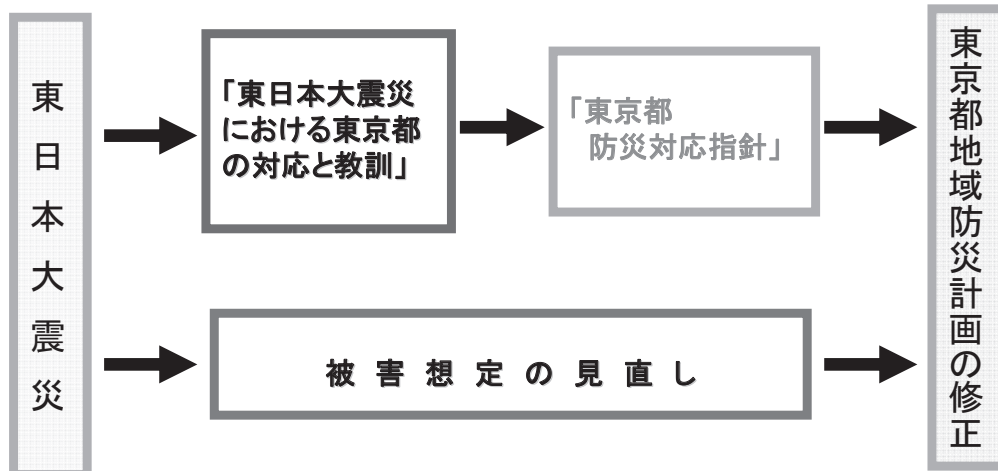 東日本大震災
「東日本大震災
における東京都
の対応と教訓」
「東京都
防災対応指針」
被害想定の見直し
東京都地域防災計画の修正